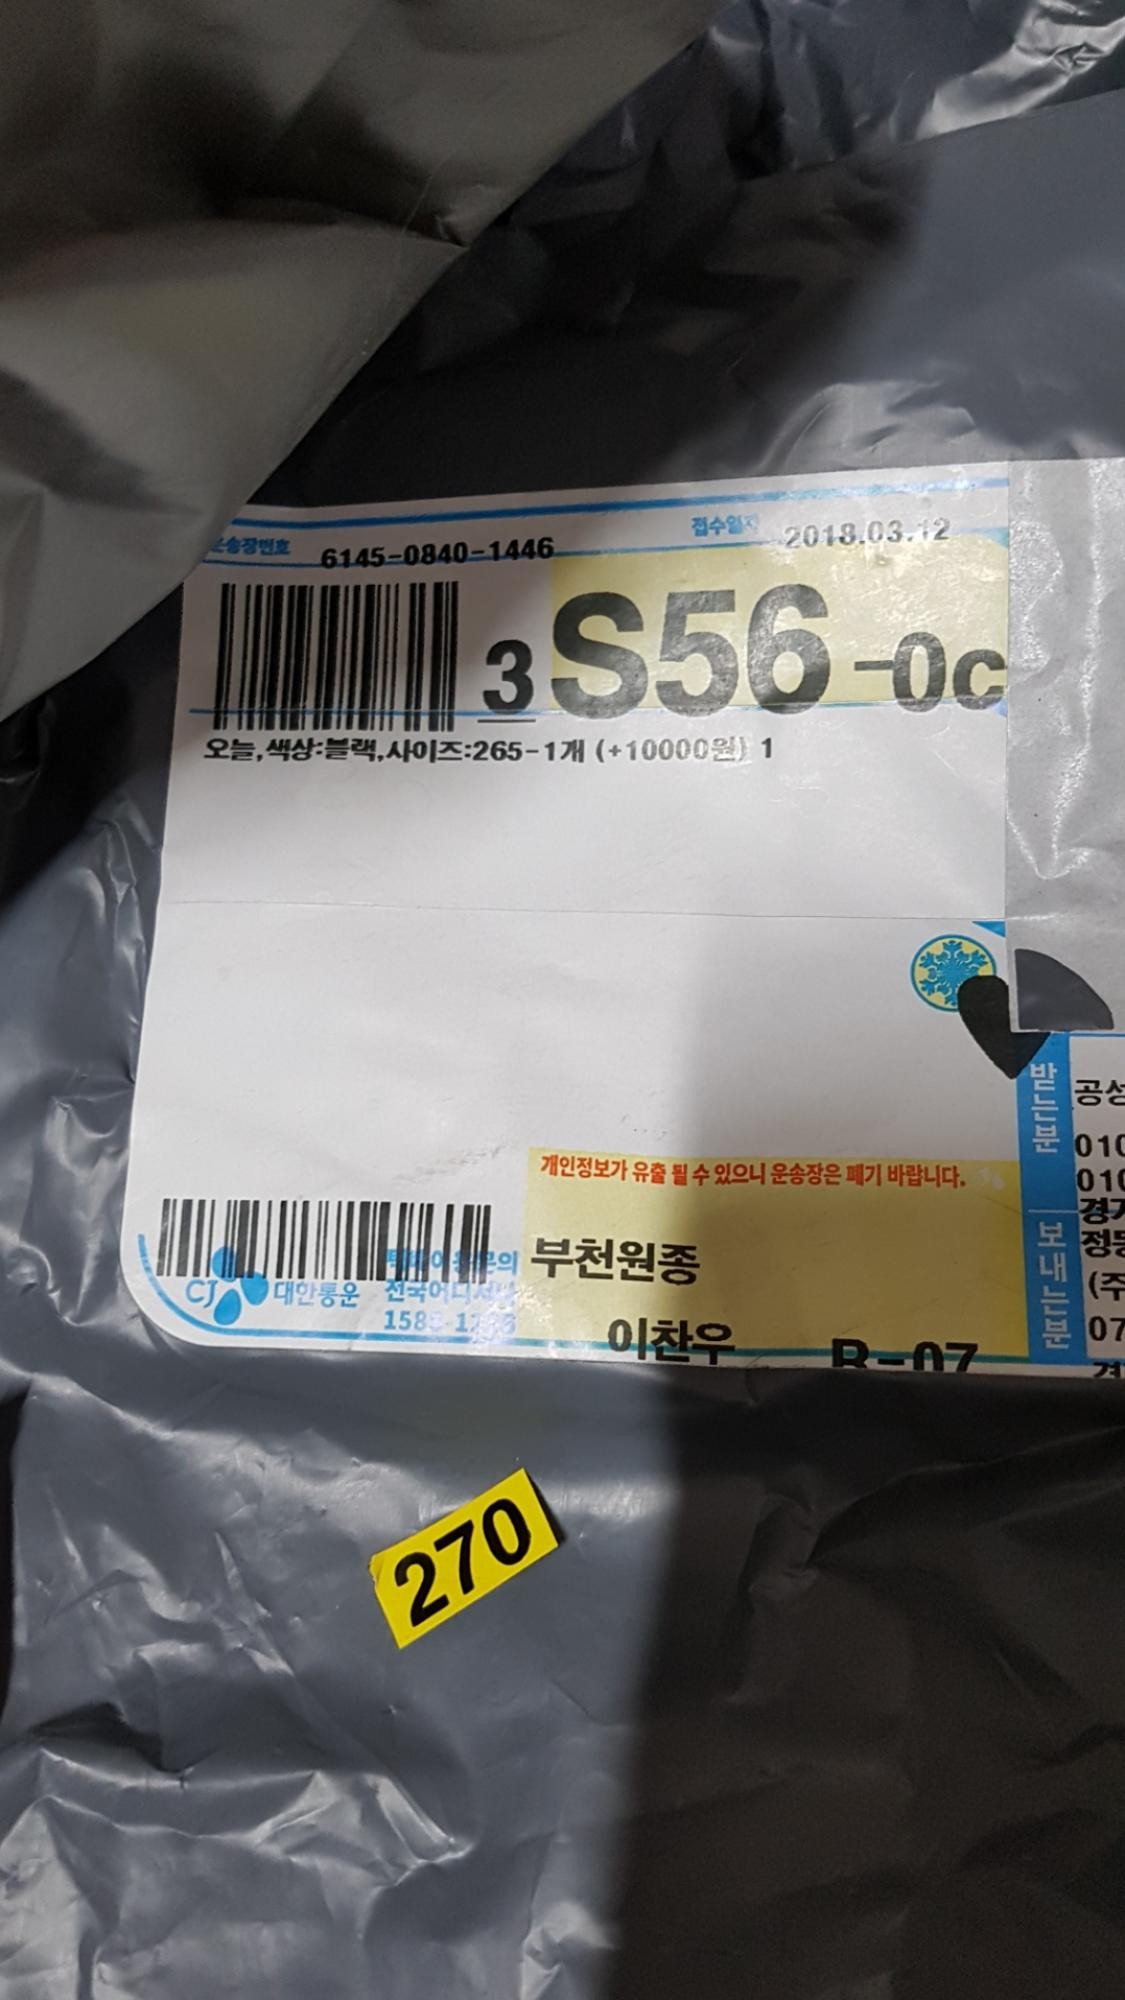 운송장번호 6145-0840-1446 접수일자 2018.03.12
3 S56 -0c
오늘,색상:블랙,사이즈:265-1개 (+10000원) 1
개인정보가 유출 될 수 있으니 운송장은 폐기 바랍니다.
부천원종
CJ 대한통운
이찬우
받는분
공성
010
010
경기
보내는분
정동
(주
07
270